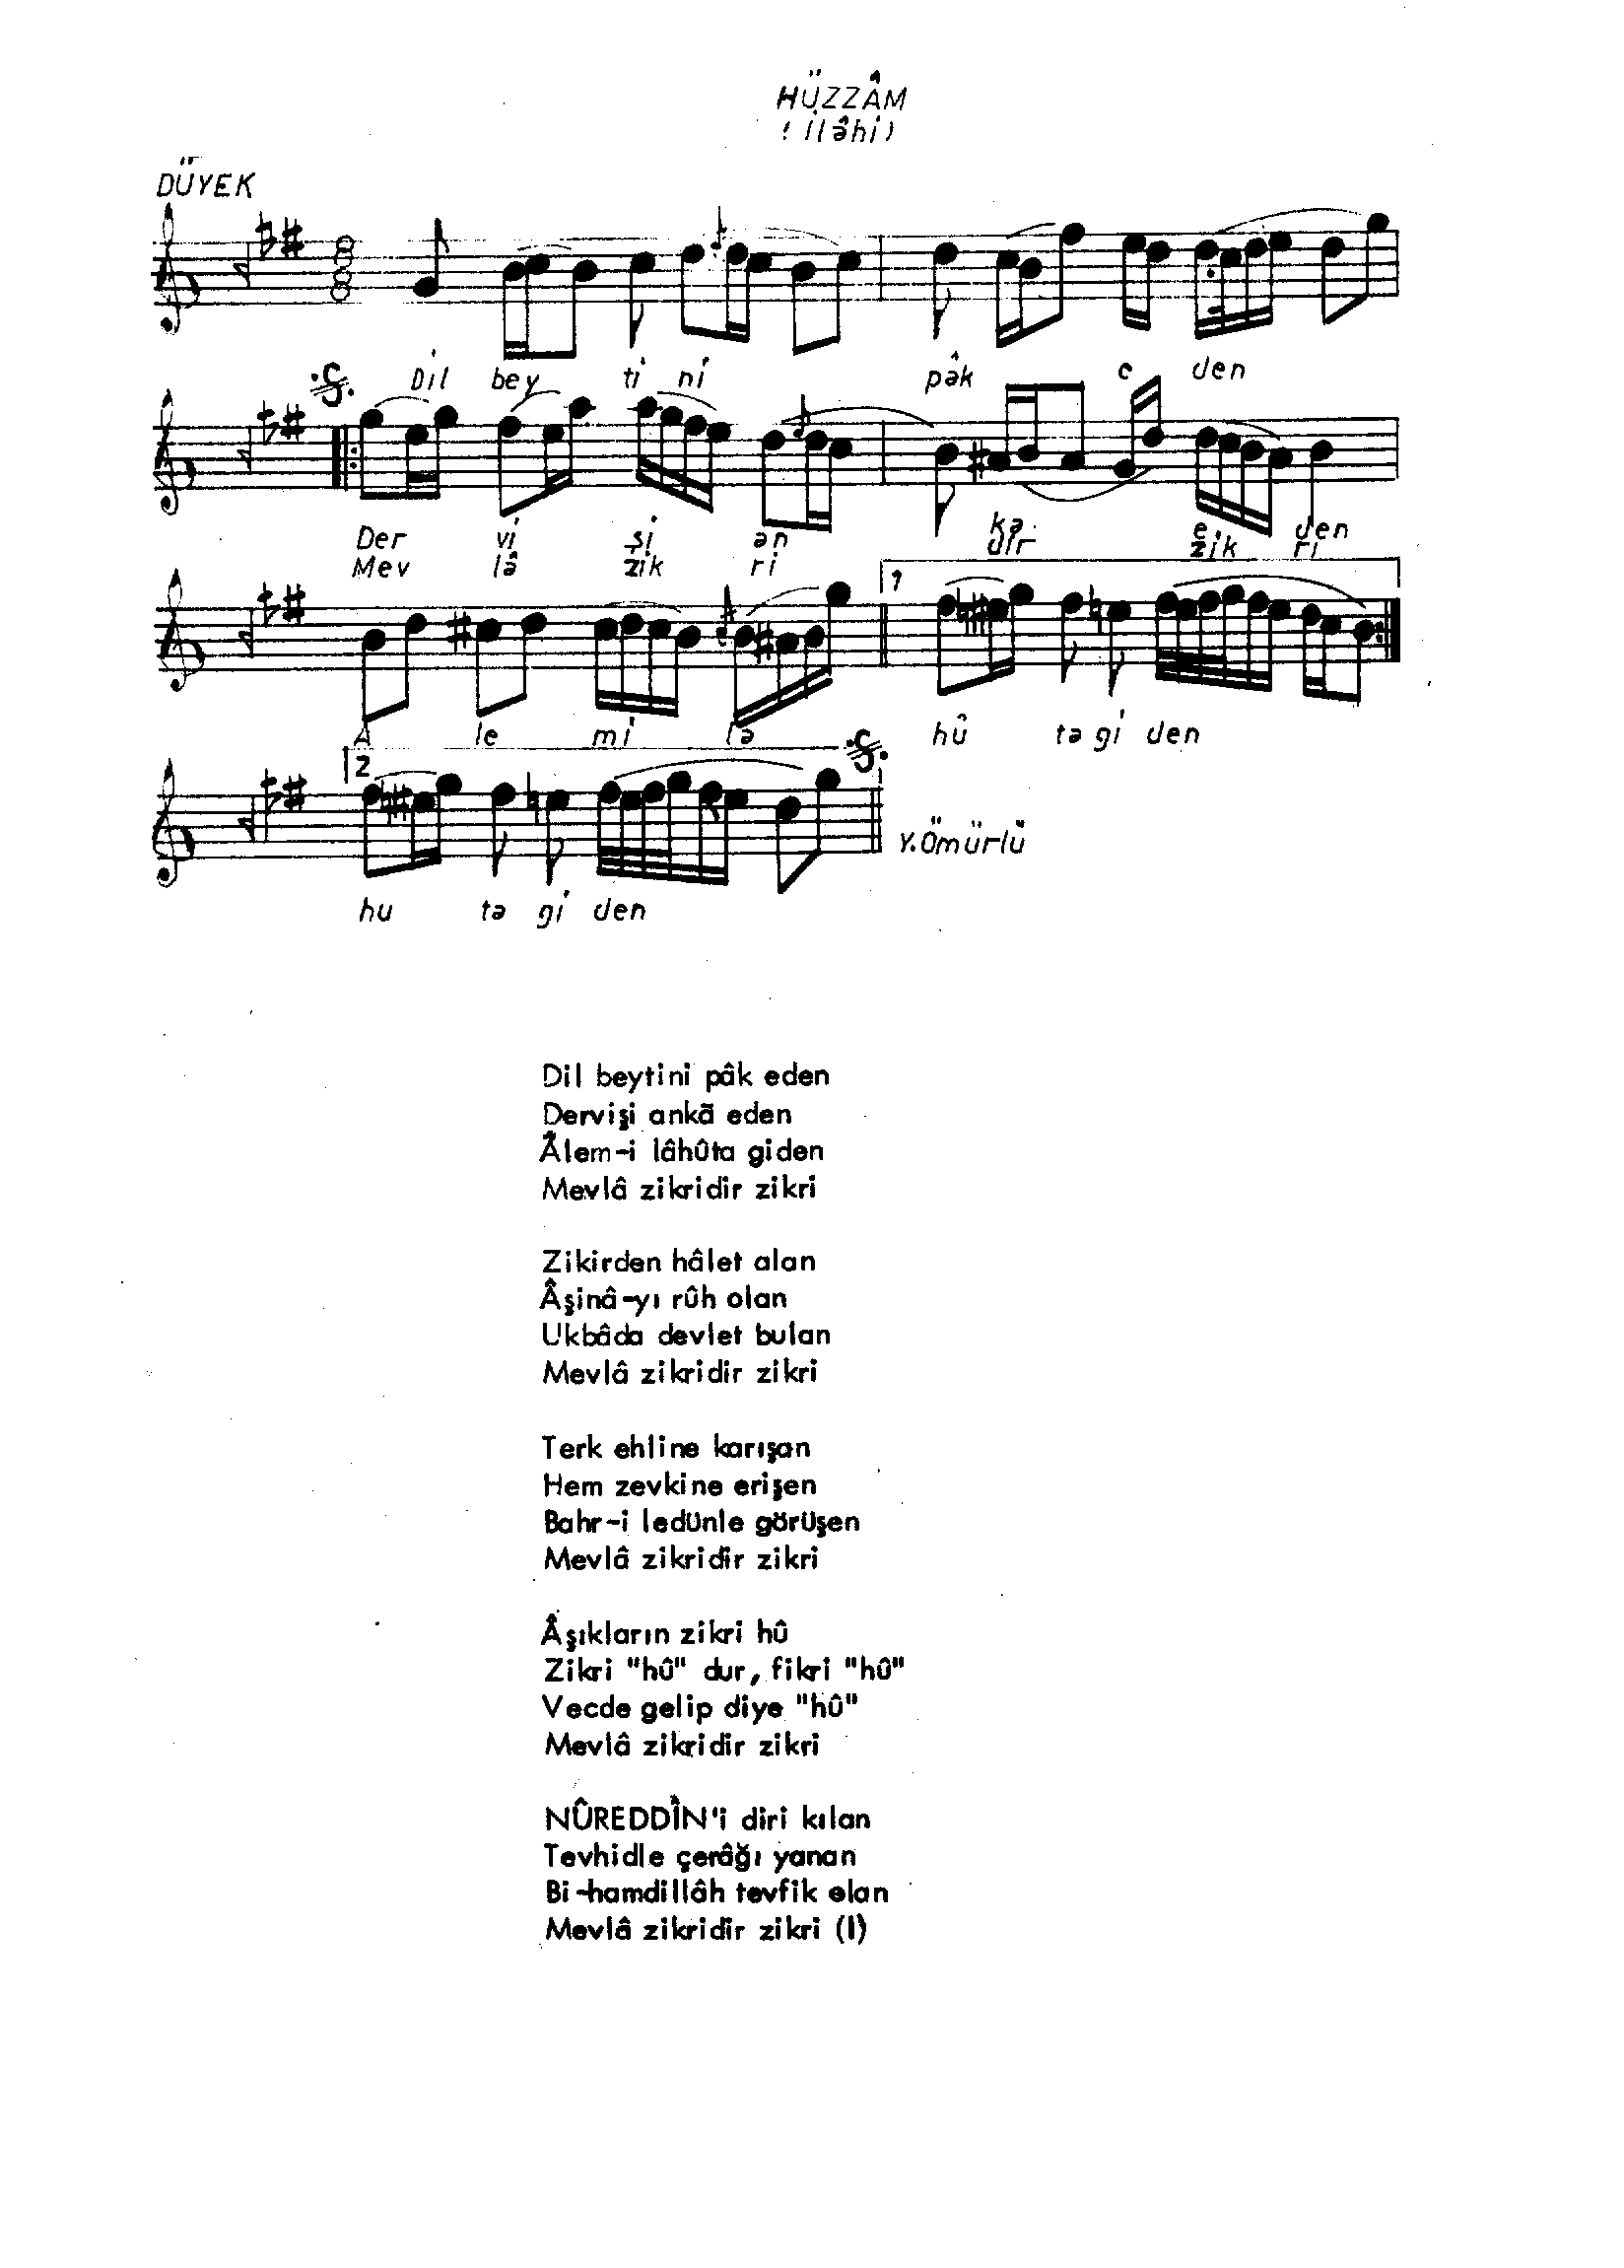 HÜZZÂM
(İlâhi)
DÜYEK
Dil bey ti ni pâk e den
Der vi şi an ka e den
Mev lâ zik ri dir zik ri
1
A le mi lâ hû ta gi den
2
Y.Ömürlü
hu ta gi den
Dil beytini pâk eden
Dervişi ankâ eden
Âlem-i lâhûta giden
Mevlâ zikridir zikri
Zikirden hâlet alan
Âşinâ-yı rûh olan
Ukbâda devlet bulan
Mevlâ zikridir zikri
Terk ehline karışan
Hem zevkine erişen
Bahr-i ledünle görüşen
Mevlâ zikridir zikri
Âşıkların zikri hû
Zikri "hû" dur, fikri "hû"
Vecde gelip diye "hû"
Mevlâ zikridir zikri
NÛREDDÎN'i diri kılan
Tevhidle çerâğı yanan
Bi-hamdillâh tevfik olan
Mevlâ zikridir zikri (I)